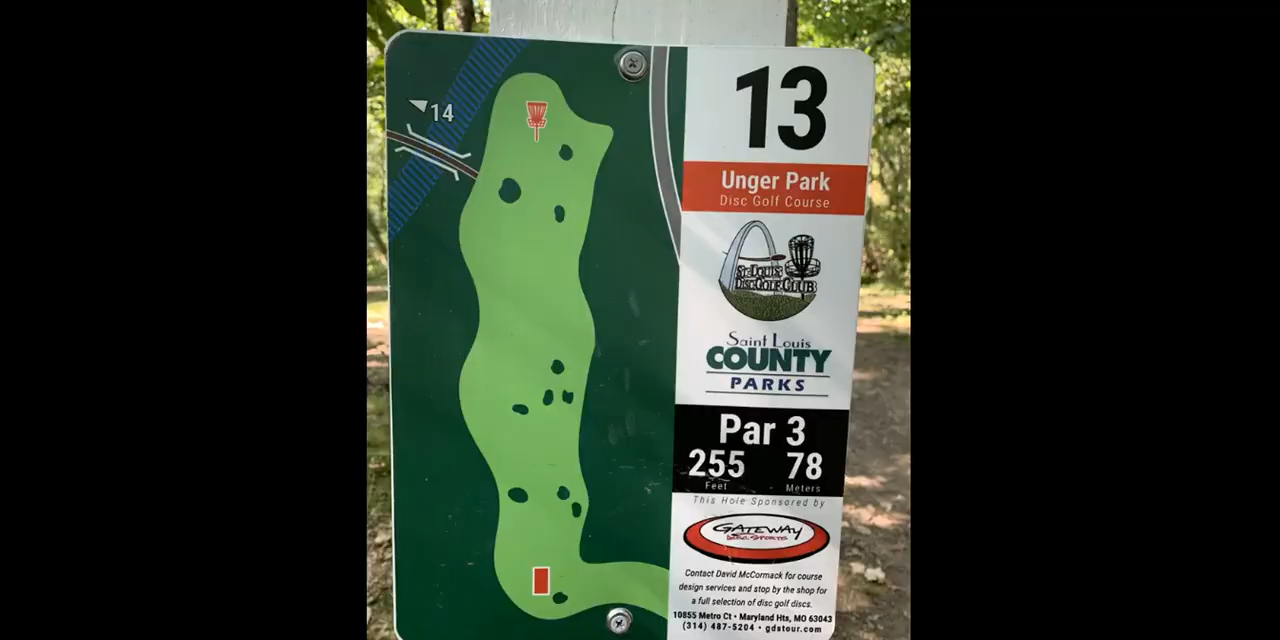 14
13
Unger Park
Disc Golf Course
St. Louis
Disc Golf Club
Saint Louis
COUNTY
PARKS
Par 3
255 78
Feet Meters
This Hole Sponsored by
GATEWAY
DISC SPORTS
Contact David McCormack for course
design services and stop by the shop for
a full selection of disc golf discs.
10855 Metro Ct • Maryland Hts, MO 63043
(314) 487-5204 • gdstour.com